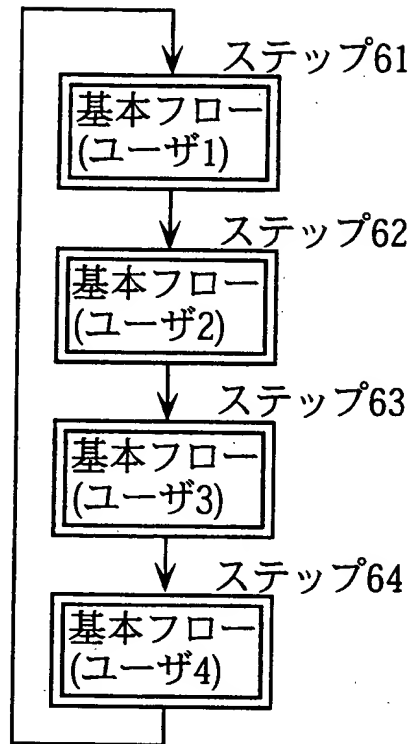 ステップ61
基本フロー
(ユーザ1)
ステップ62
基本フロー
(ユーザ2)
ステップ63
基本フロー
(ユーザ3)
ステップ64
基本フロー
(ユーザ4)